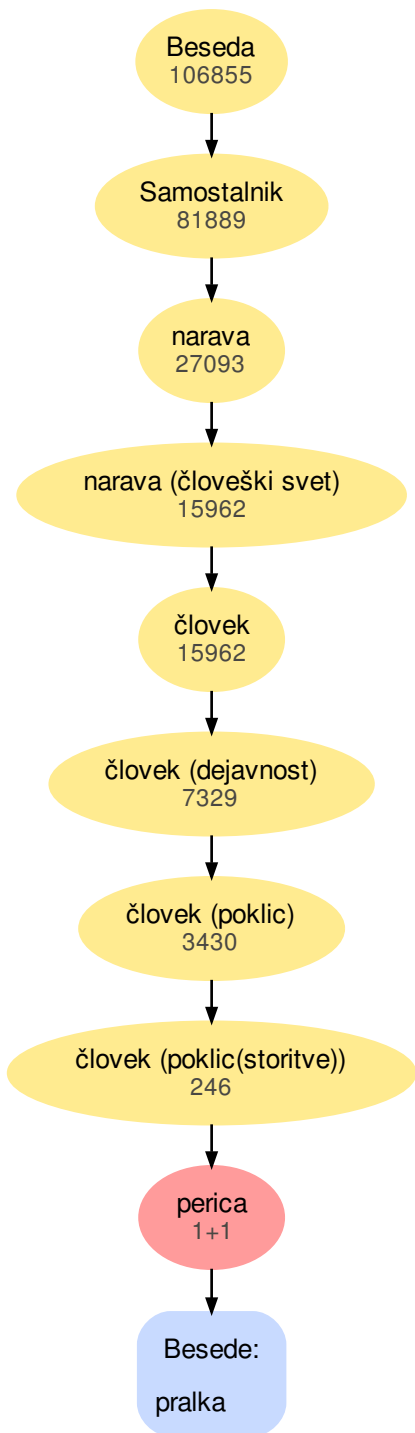 Beseda
106855
Samostalnik
81889
narava
27093
narava (človeški svet)
15962
človek
15962
človek (dejavnost)
7329
človek (poklic)
3430
človek (poklic(storitve))
246
perica
1+1
Besede:
pralka